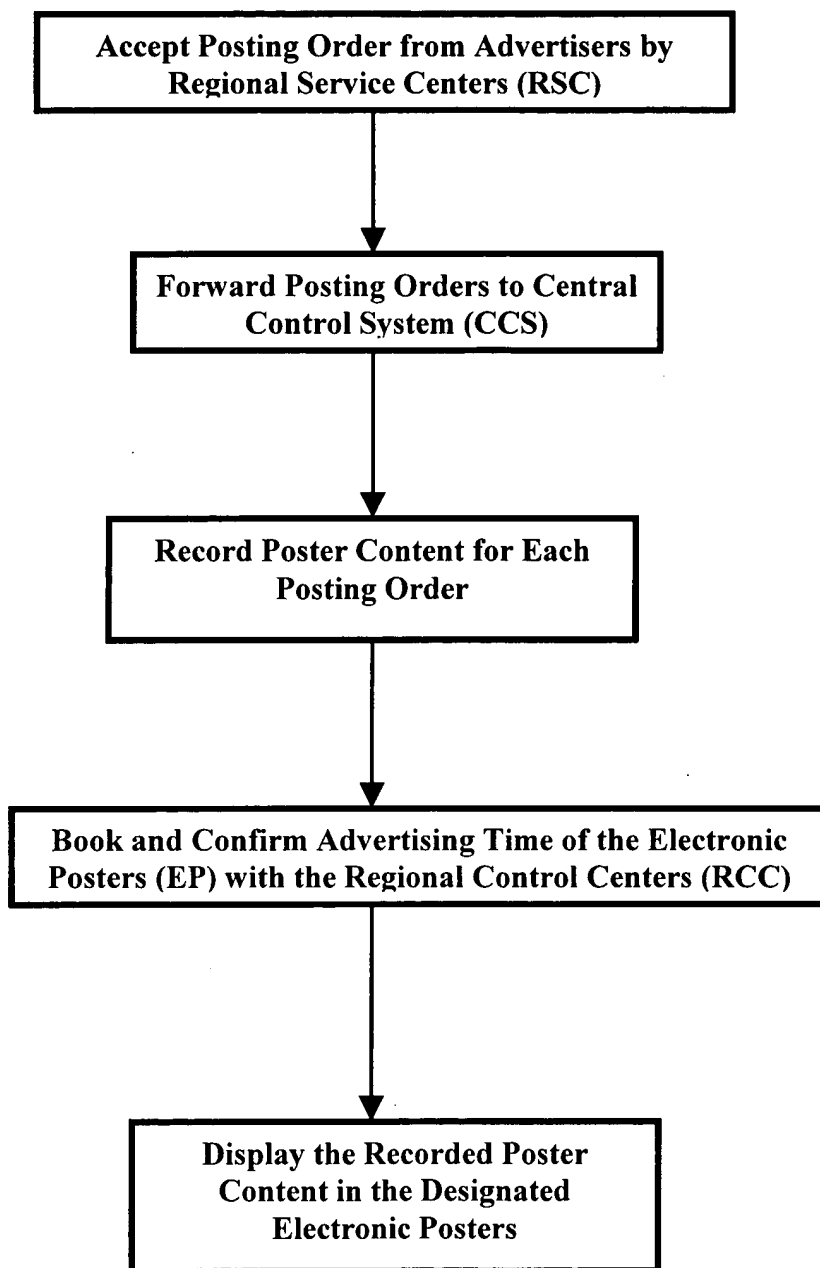 Accept Posting Order from Advertisers by
Regional Service Centers (RSC)
Forward Posting Orders to Central
Control System (CCS)
Record Poster Content for Each
Posting Order
Book and Confirm Advertising Time of the Electronic
Posters (EP) with the Regional Control Centers (RCC)
Display the Recorded Poster
Content in the Designated
Electronic Posters